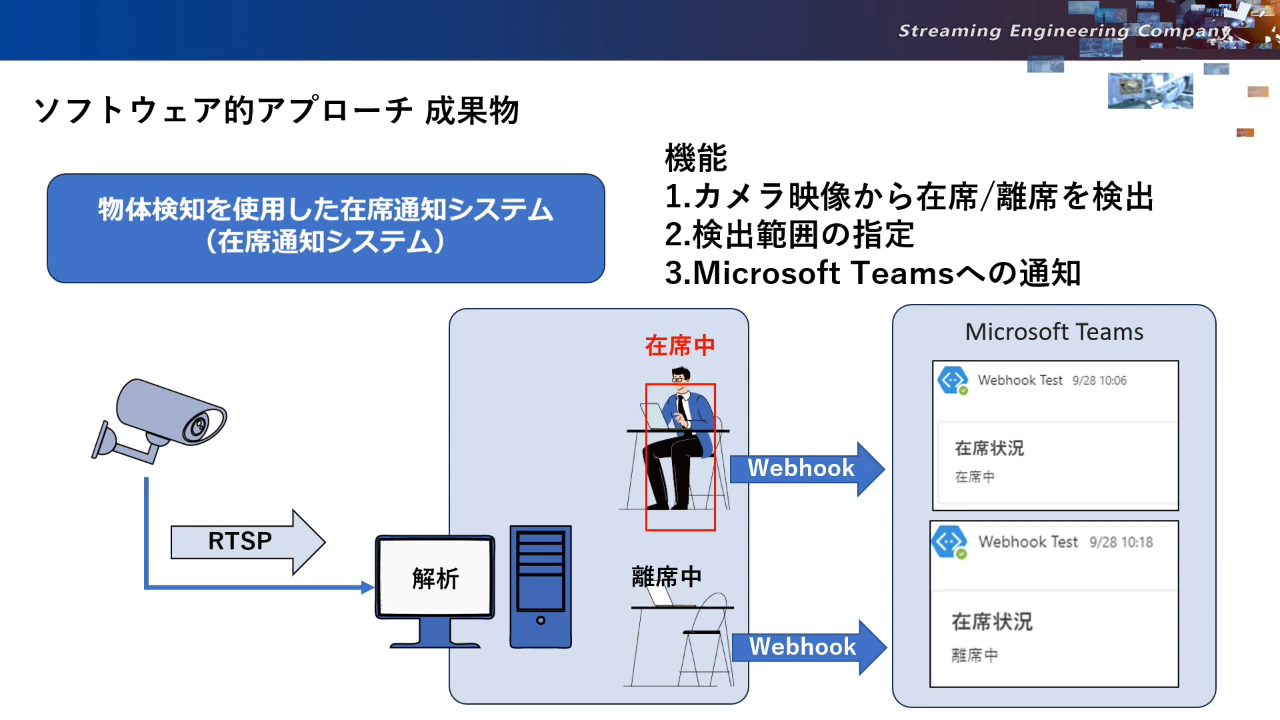 Streaming Engineering Company
ソフトウェア的アプローチ 成果物
物体検知を使用した在席通知システム
（在席通知システム）
機能
1.カメラ映像から在席/離席を検出
2.検出範囲の指定
3.Microsoft Teamsへの通知
RTSP
解析
在席中
離席中
Webhook
Webhook
Microsoft Teams
Webhook Test 9/28 10:06
在席状況
在席中
Webhook Test 9/28 10:18
在席状況
離席中